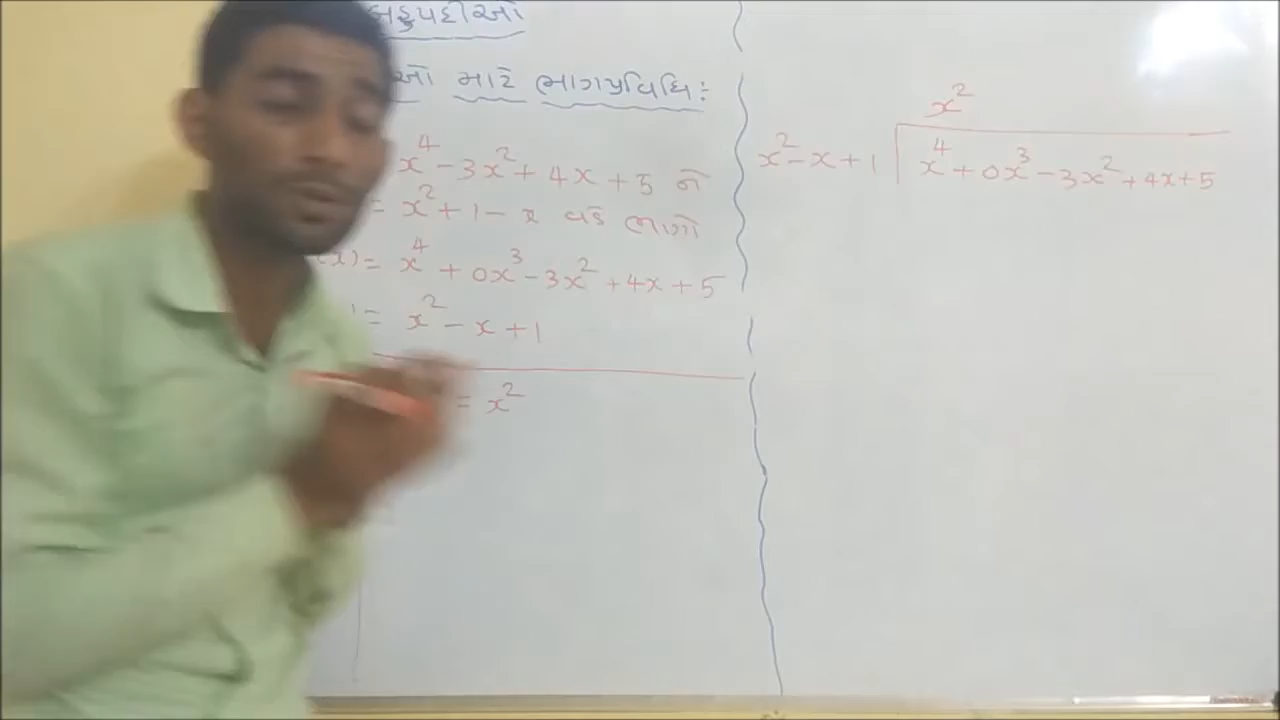 બહુપદીઓ
માટે ભાગપ્રવિધિ:
x⁴ - 3x² + 4x + 5 ને
= x² + 1 - x વડે ભાગો
(x) = x⁴ + 0x³ - 3x² + 4x + 5
= x² - x + 1
= x²
x²
x² - x + 1 x⁴ + 0x³ - 3x² + 4x + 5